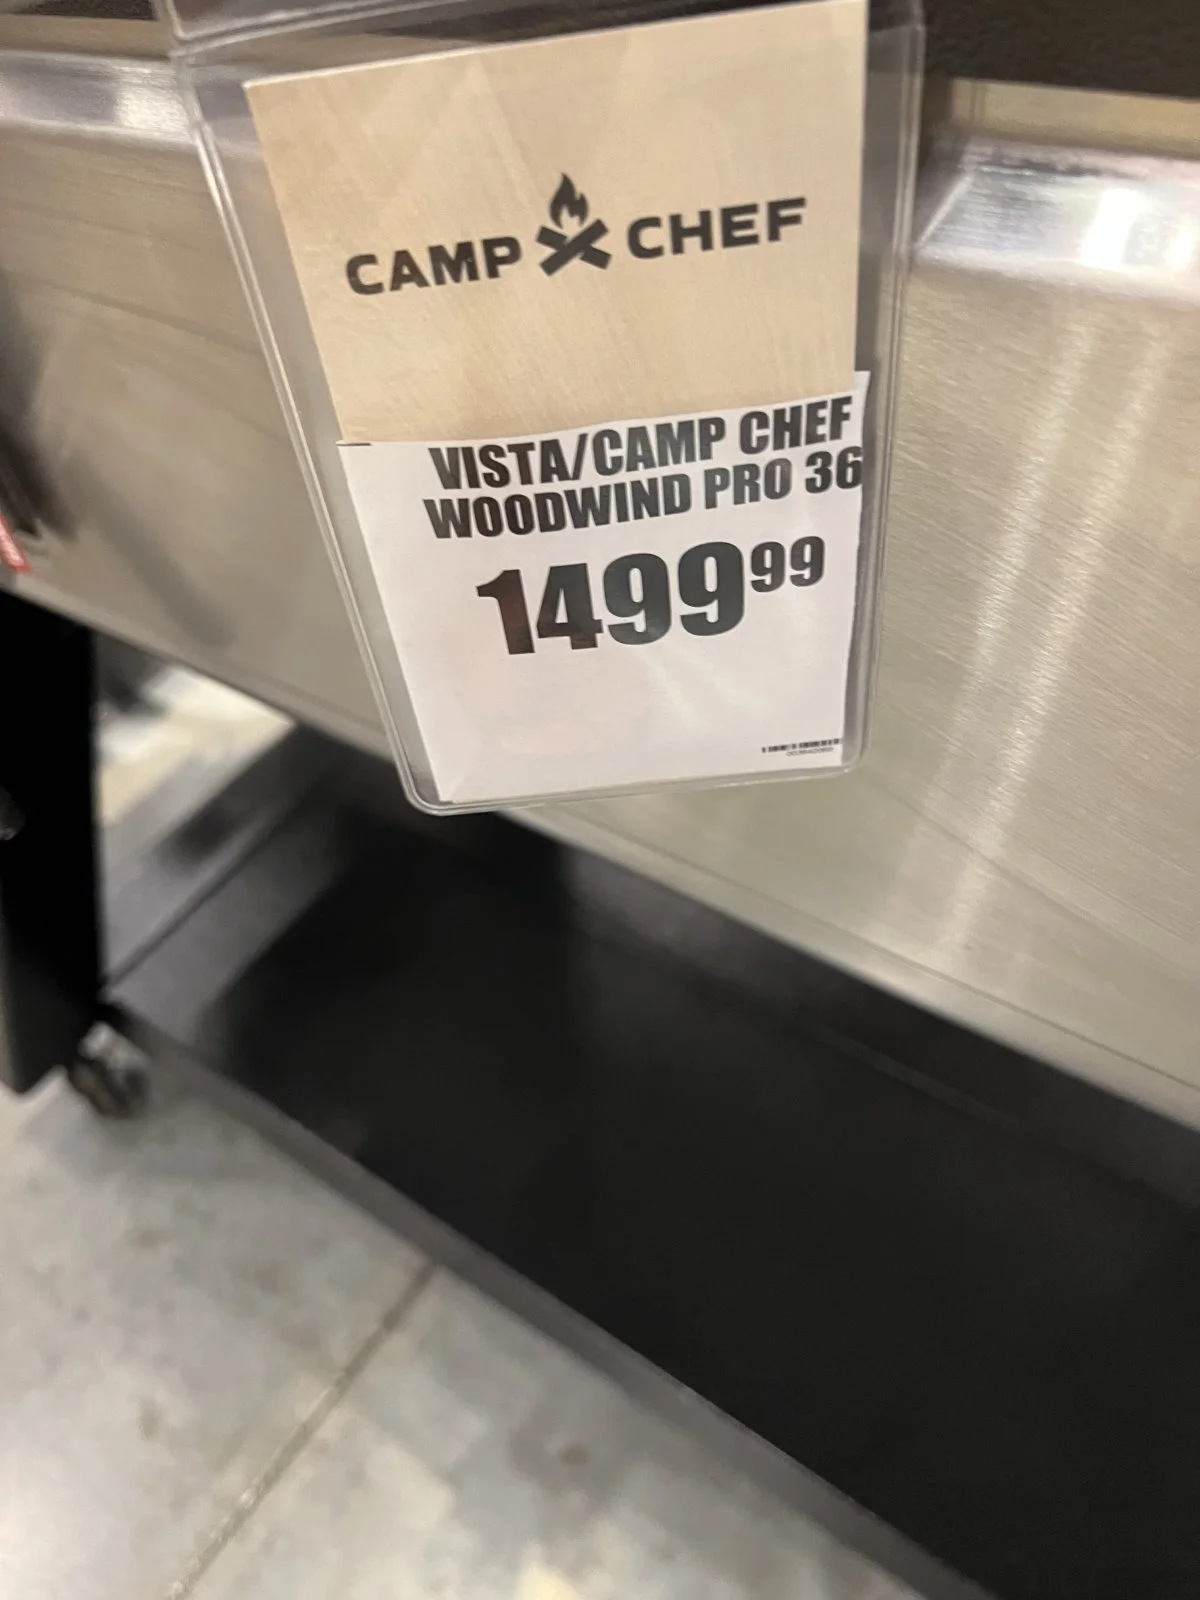 CAMP CHEF
VISTA/CAMP CHEF
WOODWIND PRO 36
1499 99